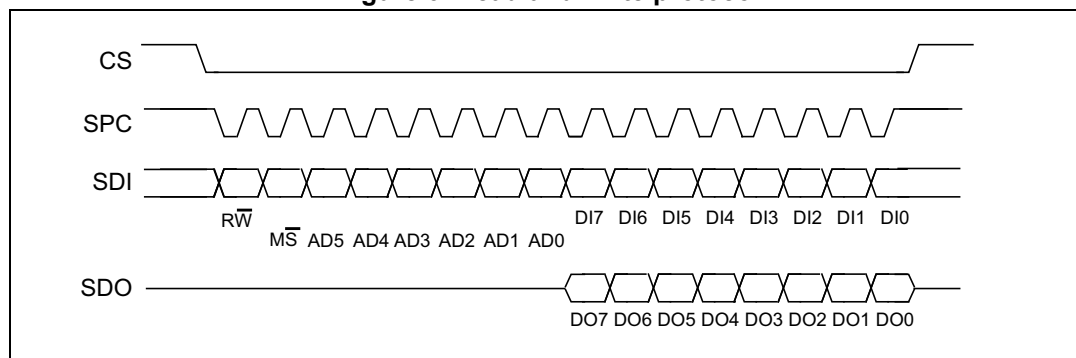 CS
SPC
SDI
RW̅
DI7 DI6 DI5 DI4 DI3 DI2 DI1 DI0
MS̅ AD5 AD4 AD3 AD2 AD1 AD0
SDO
DO7 DO6 DO5 DO4 DO3 DO2 DO1 DO0